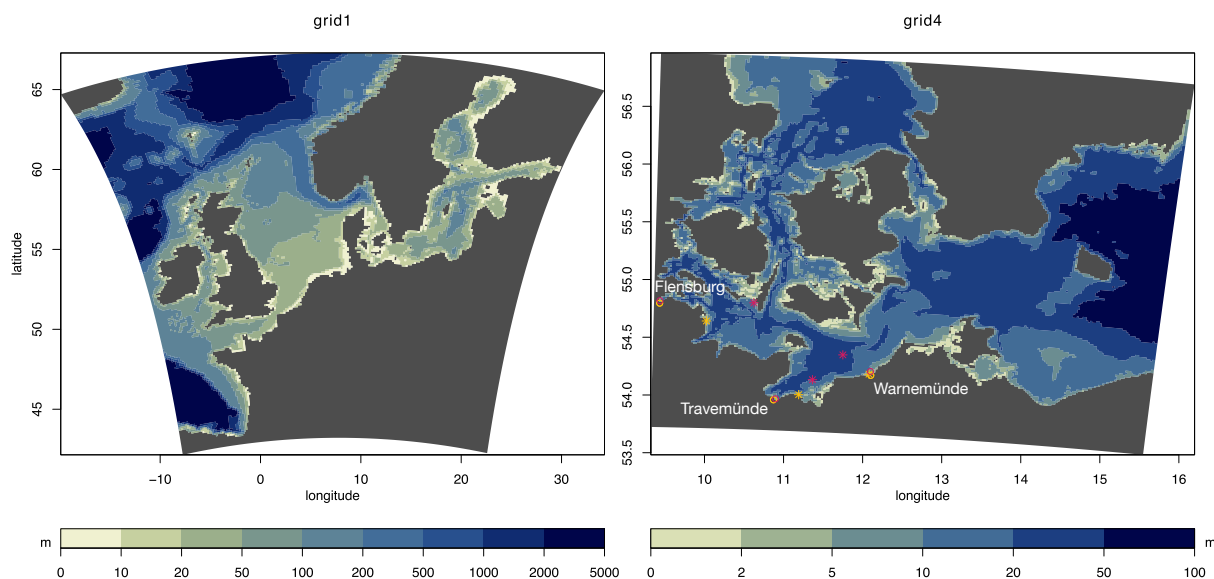 grid1
65
60
55
50
45
latitude
−10 0 10 20 30
longitude
m
0 10 20 50 100 200 500 1000 2000 5000
grid4
56.5
56.0
55.5
55.0
54.5
54.0
53.5
Flensburg
Warnemünde
Travemünde
10 11 12 13 14 15 16
longitude
m
0 2 5 10 20 50 100